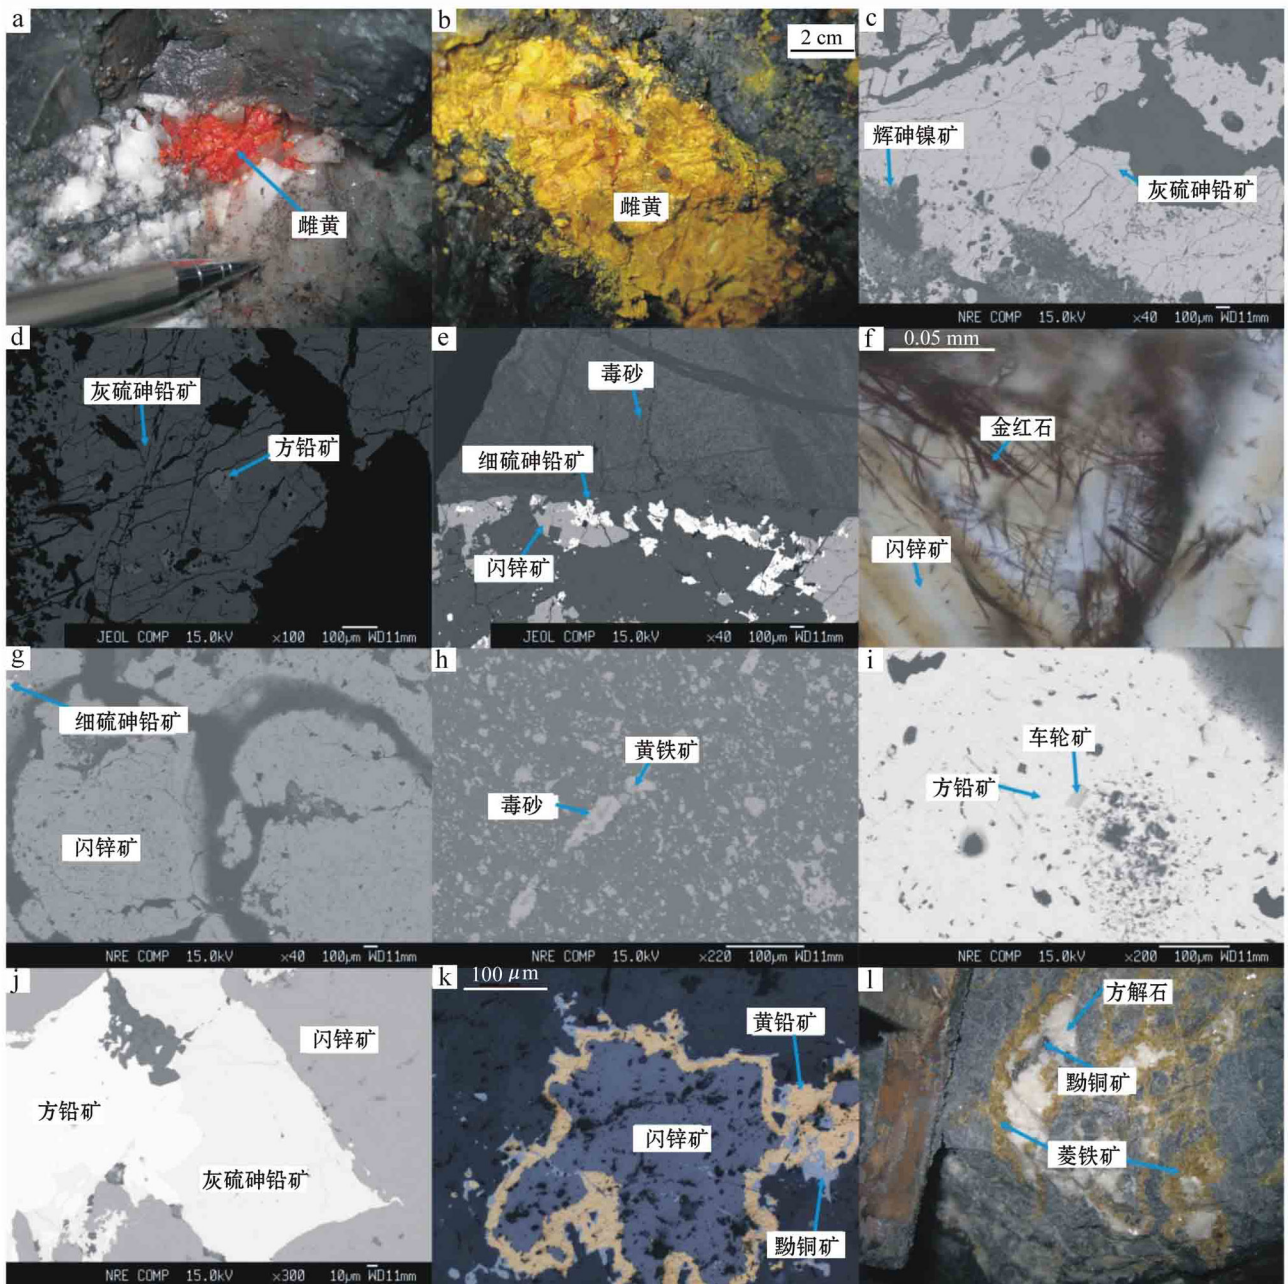 a
雌黄
b
2 cm
雌黄
c
辉砷镍矿
灰硫砷铅矿
NRE COMP 15.0kV ×40 100μm WD11mm
d
灰硫砷铅矿
方铅矿
JEOL COMP 15.0kV ×100 100μm WD11mm
e
毒砂
细硫砷铅矿
闪锌矿
JEOL COMP 15.0kV ×40 100μm WD11mm
f
0.05 mm
金红石
闪锌矿
g
细硫砷铅矿
闪锌矿
NRE COMP 15.0kV ×40 100μm WD11mm
h
黄铁矿
毒砂
NRE COMP 15.0kV ×220 100μm WD11mm
i
车轮矿
方铅矿
NRE COMP 15.0kV ×200 100μm WD11mm
j
闪锌矿
方铅矿
灰硫砷铅矿
NRE COMP 15.0kV ×300 10μm WD11mm
k
100 μm
黄铅矿
闪锌矿
黝铜矿
l
方解石
黝铜矿
菱铁矿